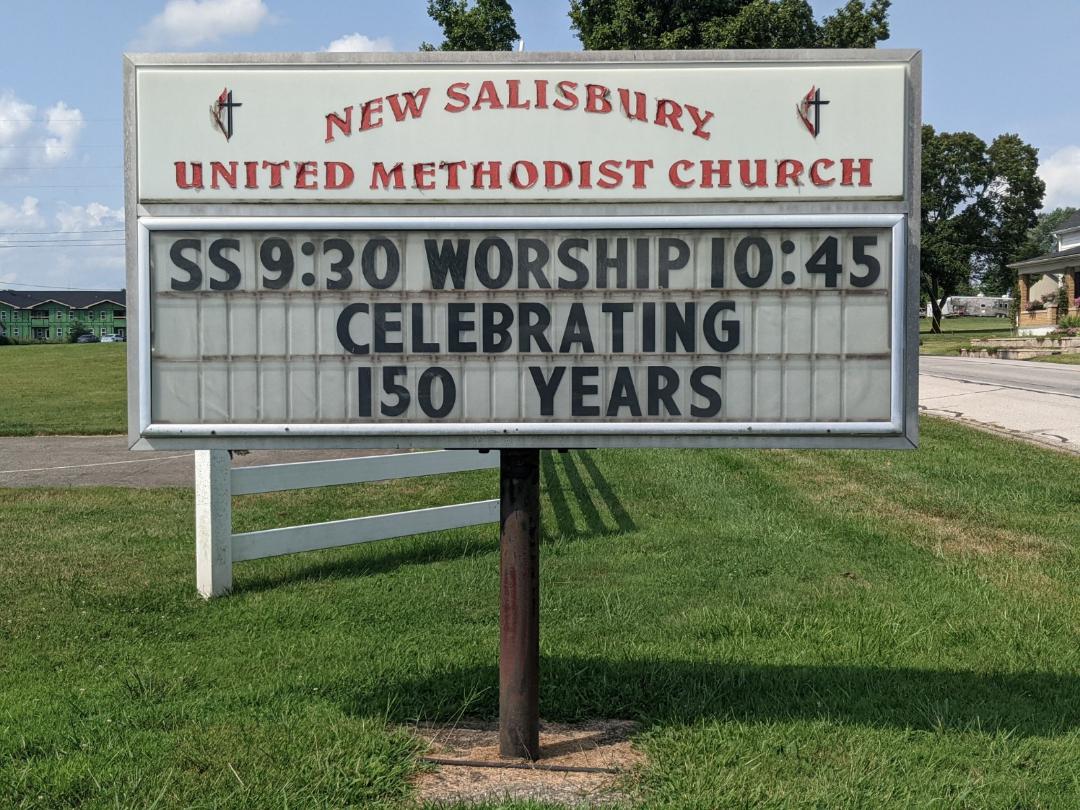 NEW SALISBURY
UNITED METHODIST CHURCH
SS 9:30 WORSHIP 10:45
CELEBRATING
150 YEARS